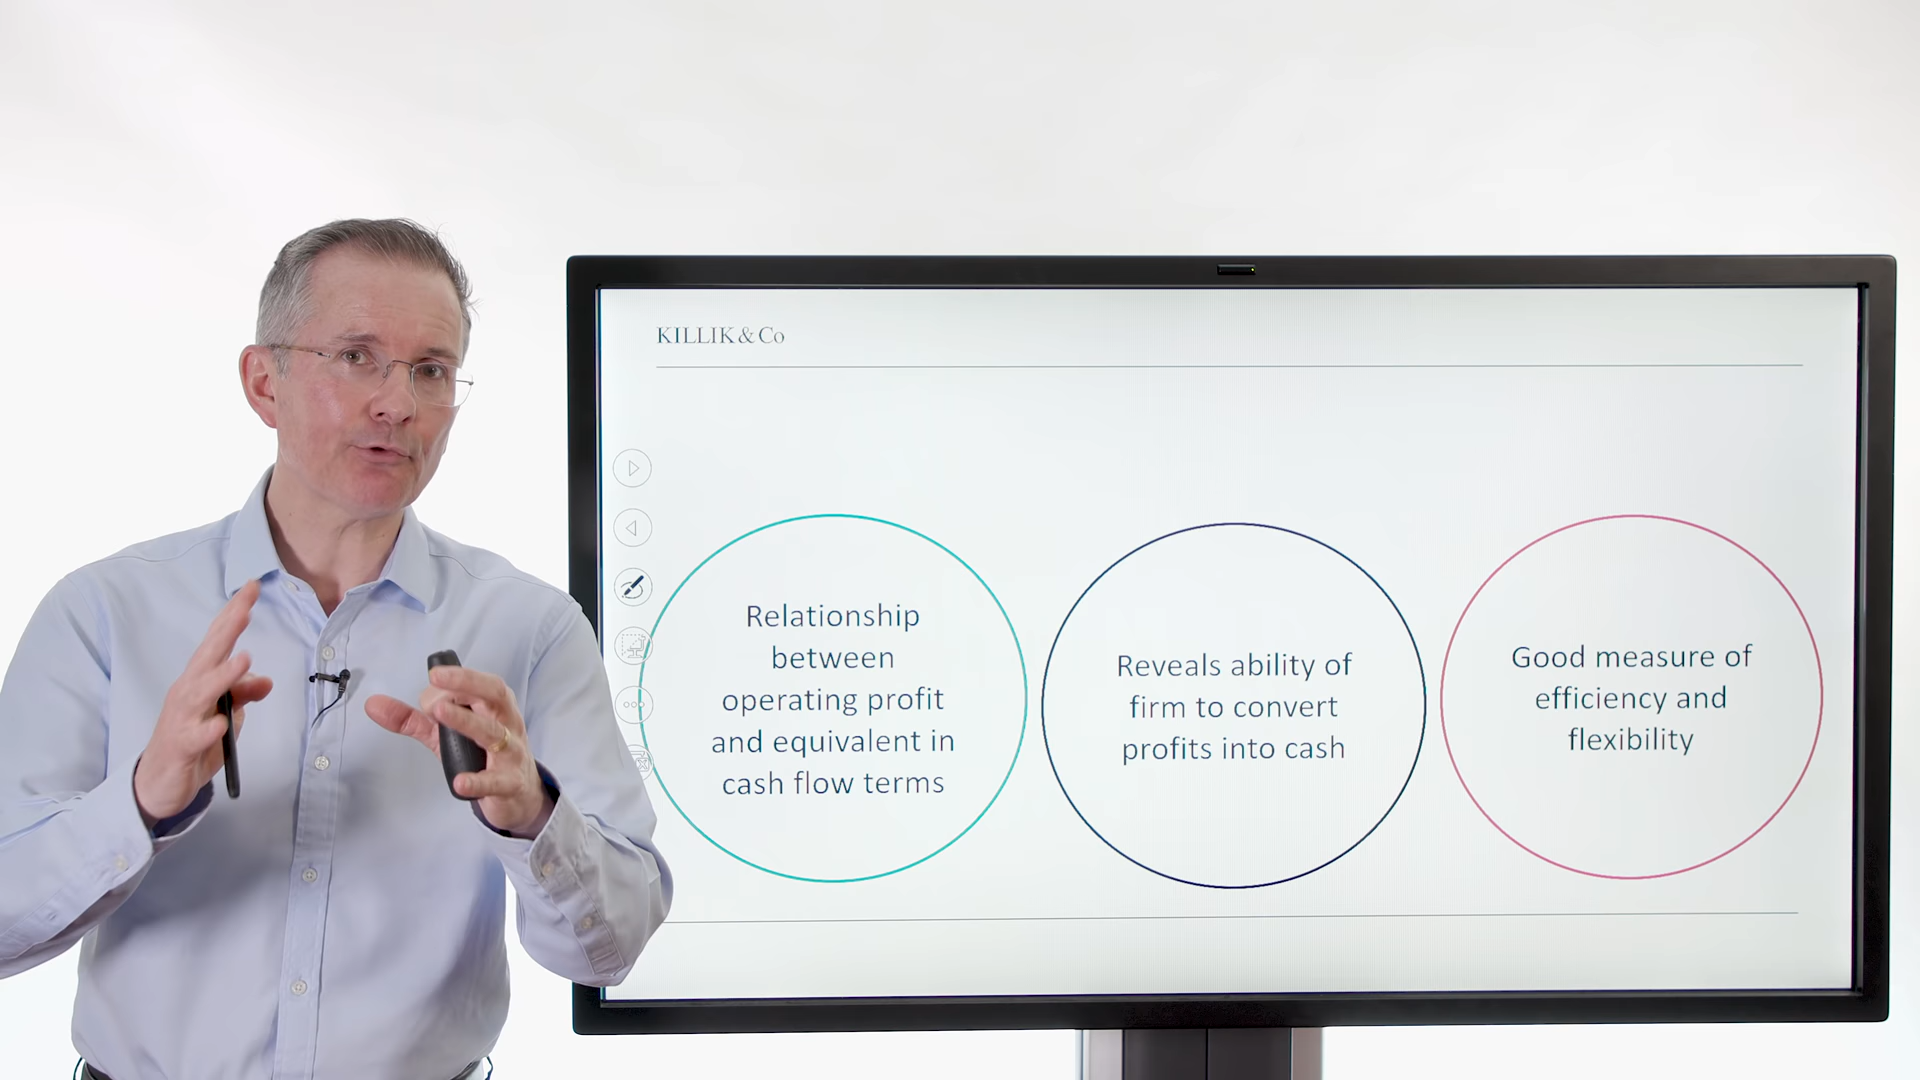 KILLIK & Co
Relationship
between
operating profit
and equivalent in
cash flow terms
Reveals ability of
firm to convert
profits into cash
Good measure of
efficiency and
flexibility